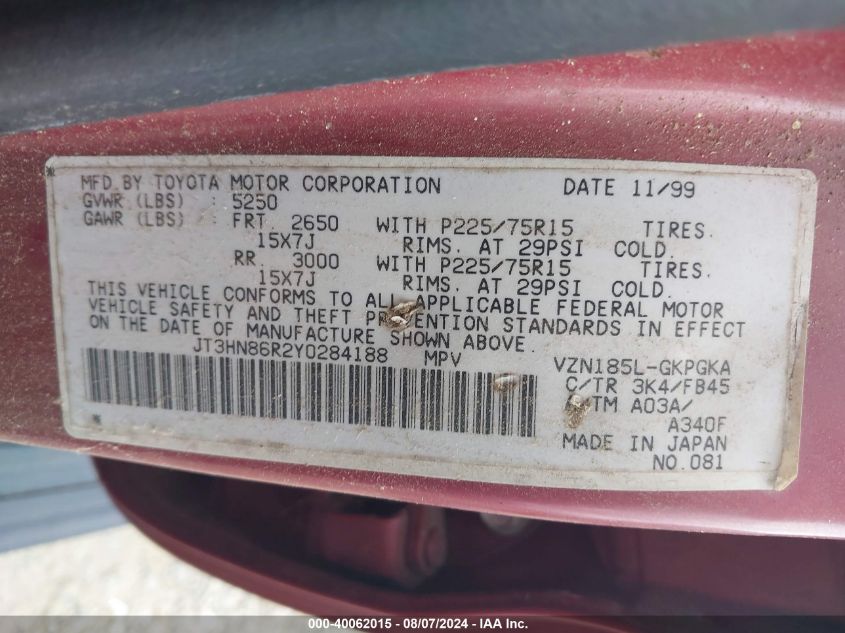 MFD BY TOYOTA MOTOR CORPORATION DATE 11/99
GVWR (LBS) : 5250
GAWR (LBS) : FRT 2650 WITH P225/75R15 TIRES.
15X7J RIMS. AT 29PSI COLD.
RR. 3000 WITH P225/75R15 TIRES.
15X7J RIMS. AT 29PSI COLD.
THIS VEHICLE CONFORMS TO ALL APPLICABLE FEDERAL MOTOR
VEHICLE SAFETY AND THEFT PREVENTION STANDARDS IN EFFECT
ON THE DATE OF MANUFACTURE SHOWN ABOVE.
JT3HN86R2Y0284188 MPV VZN185L-GKPGKA
C/TR 3K4/FB45
/TM A03A/
A340F
MADE IN JAPAN
NO.081
000-40062015 - 08/07/2024 - IAA Inc.